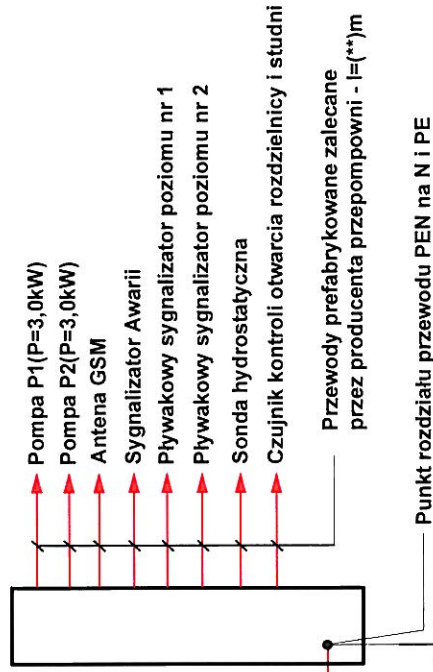 Pompa P1(P=3,0kW)
Pompa P2(P=3,0kW)
Antena GSM
Sygnalizator Awarii
Pływakowy sygnalizator poziomu nr 1
Pływakowy sygnalizator poziomu nr 2
Sonda hydrostatyczna
Czujnik kontroli otwarcia rozdzielnicy i studni
Przewody prefabrykowane zalecane
przez producenta przepompowni - l=(**)m
Punkt rozdziału przewodu PEN na N i PE